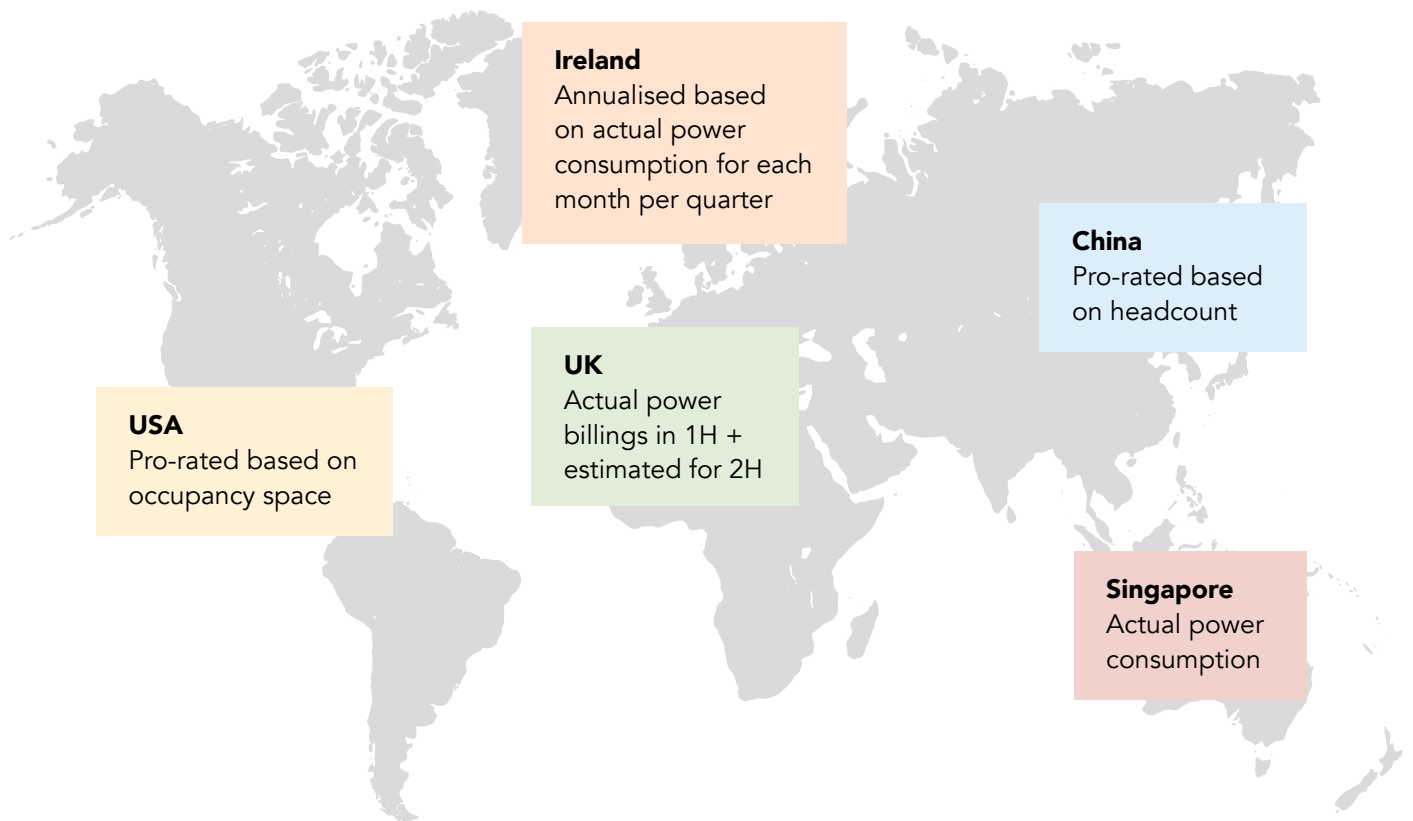 Ireland
Annualised based
on actual power
consumption for each
month per quarter
China
Pro-rated based
on headcount
UK
Actual power
billings in 1H +
estimated for 2H
USA
Pro-rated based on
occupancy space
Singapore
Actual power
consumption